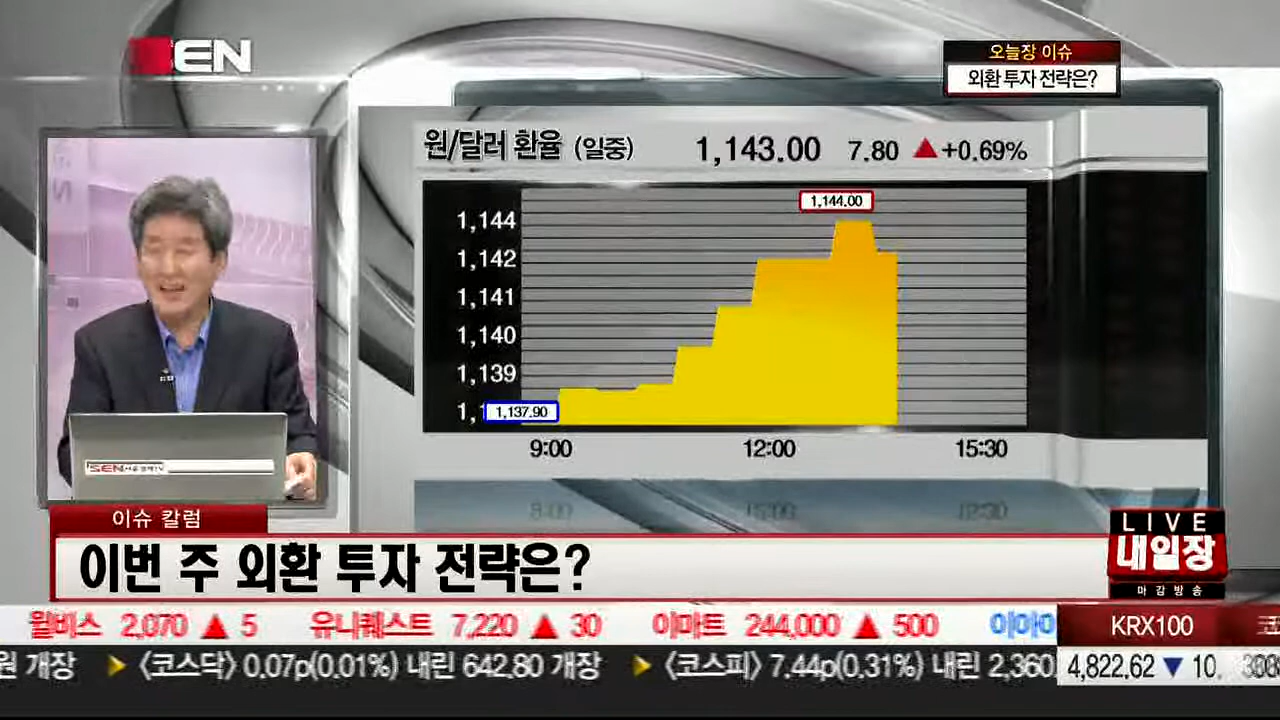 SEN
오늘장 이슈
외환 투자 전략은?
원/달러 환율 (일중) 1,143.00 7.80 ▲+0.69%
1,144.00
1,144
1,142
1,141
1,140
1,139
1,137.90
9:00 12:00 15:30
SEN
이슈 칼럼
이번 주 외환 투자 전략은?
LIVE
내일장
마감방송
윌비스 2,070 ▲ 5 유니퀘스트 7,220 ▲ 30 이마트 244,000 ▲ 500
KRX100
원 개장 ▶ 〈코스닥〉 0.07p(0.01%) 내린 642.80 개장 ▶ 〈코스피〉 7.44p(0.31%) 내린 2,360
4,822.62 ▼ 10.